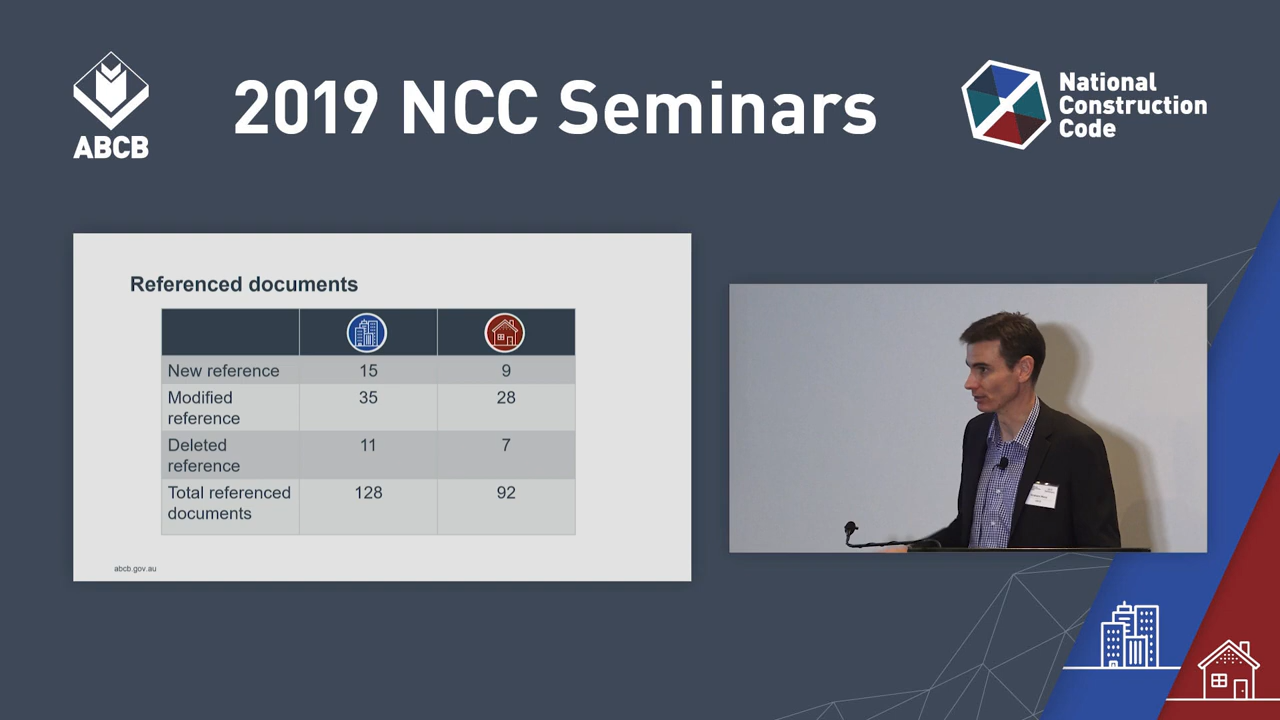 2019 NCC Seminars
ABCB
National
Construction
Code
Referenced documents
New reference 15 9
Modified
reference 35 28
Deleted
reference 11 7
Total referenced
documents 128 92
abcb.gov.au